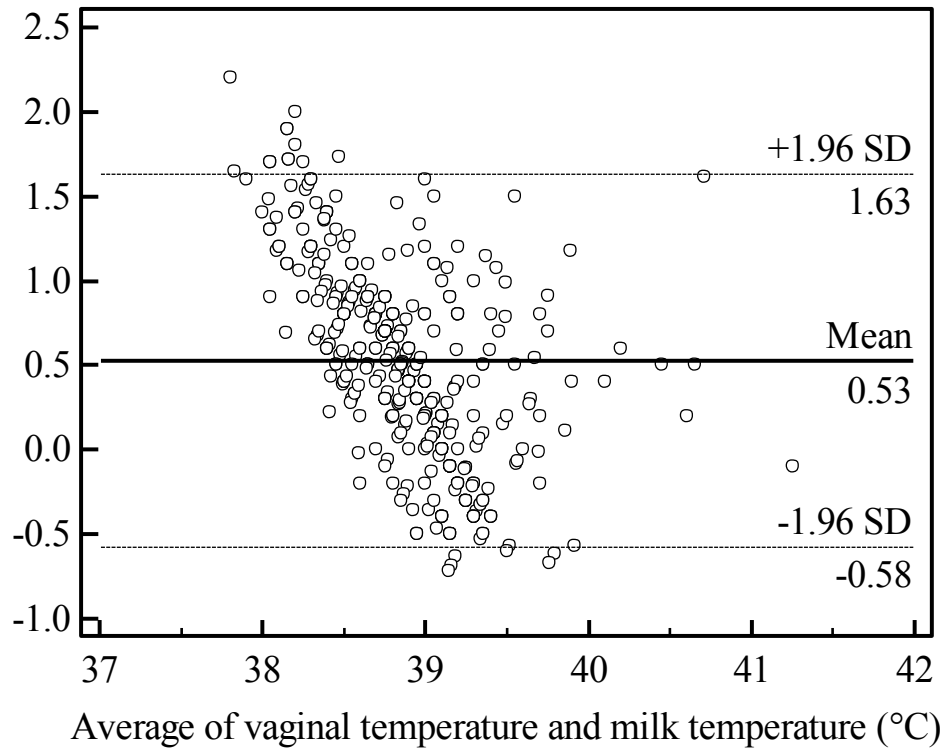 2.5
2.0
+1.96 SD
1.5
1.63
1.0
Mean
0.5
0.53
0.0
-1.96 SD
-0.5
-0.58
-1.0
37 38 39 40 41 42
Average of vaginal temperature and milk temperature (°C)